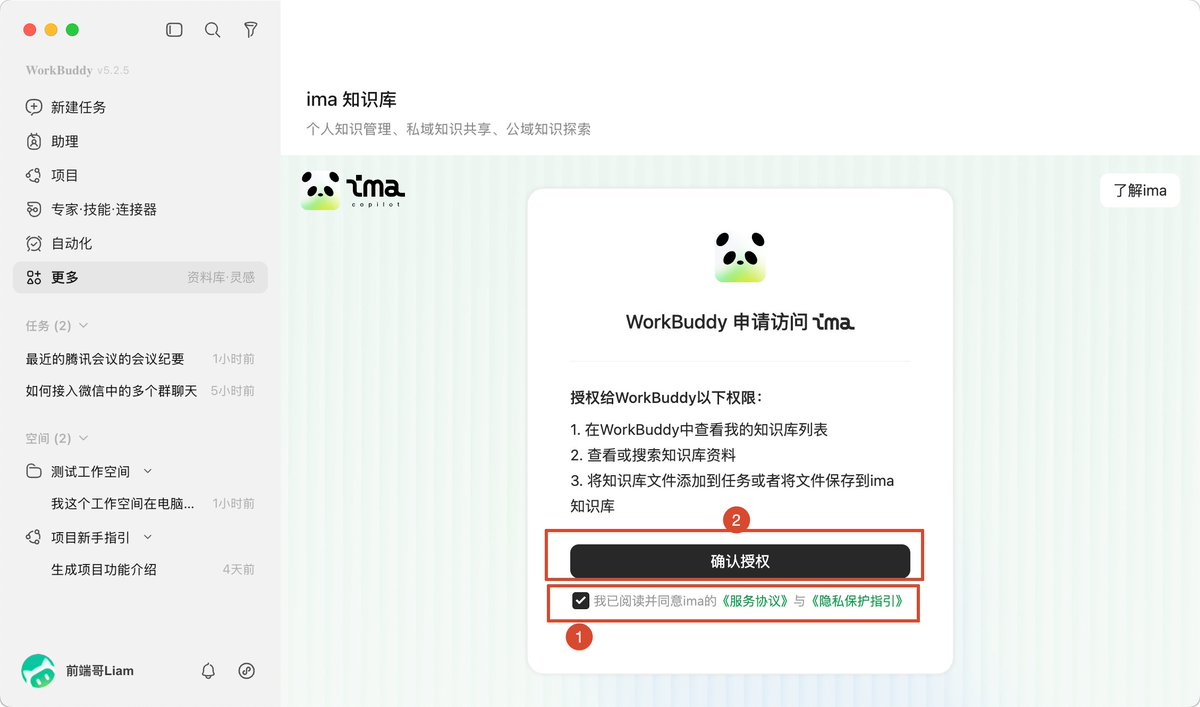 WorkBuddy v5.2.5
新建任务
助理
项目
专家·技能·连接器
自动化
更多 资料库·灵感
任务 (2)
最近的腾讯会议的会议纪要 1小时前
如何接入微信中的多个群聊天 5小时前
空间 (2)
测试工作空间
我这个工作空间在电脑... 1小时前
项目新手指引
生成项目功能介绍 4天前
前端哥Liam
ima 知识库
个人知识管理、私域知识共享、公域知识探索
ima
copilot
了解ima
WorkBuddy 申请访问 ima
授权给WorkBuddy以下权限：
1. 在WorkBuddy中查看我的知识库列表
2. 查看或搜索知识库资料
3. 将知识库文件添加到任务或者将文件保存到ima
知识库
2
确认授权
我已阅读并同意ima的《服务协议》与《隐私保护指引》
1